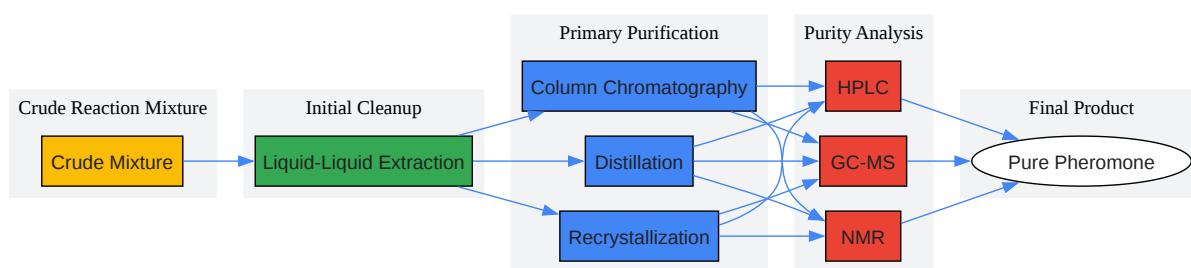 Crude Reaction Mixture
Crude Mixture
Initial Cleanup
Liquid-Liquid Extraction
Primary Purification
Column Chromatography
Distillation
Recrystallization
Purity Analysis
HPLC
GC-MS
NMR
Final Product
Pure Pheromone